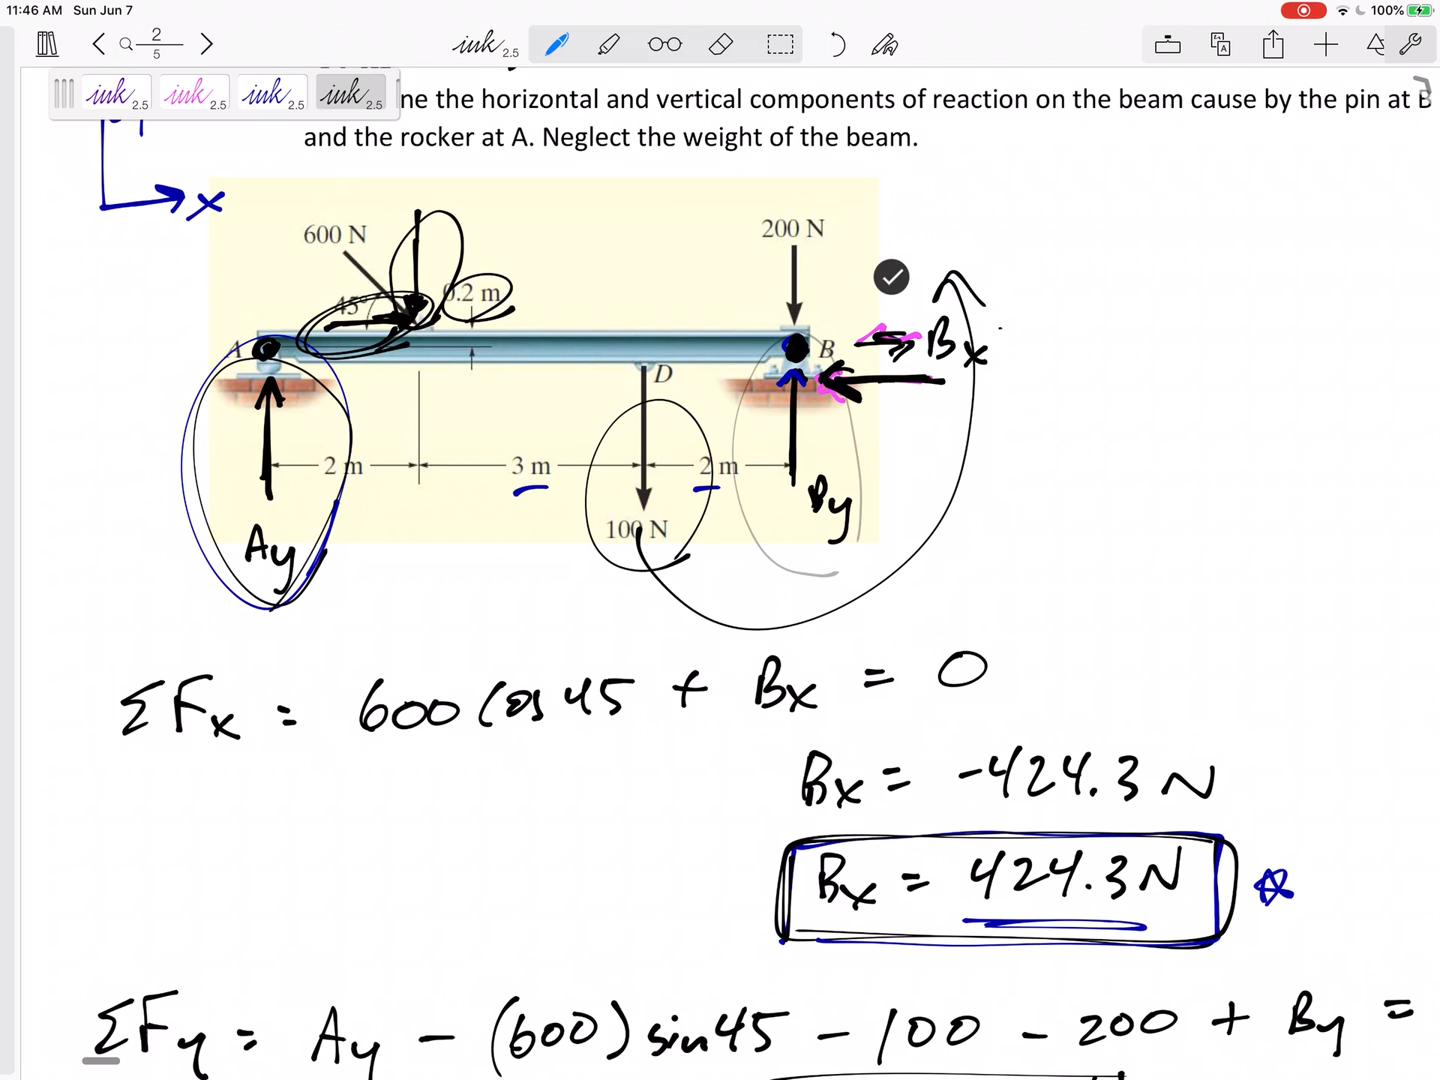 11:46 AM Sun Jun 7
100%
2
5
ink 2.5
ink 2.5 ink 2.5 ink 2.5 ink 2.5
ne the horizontal and vertical components of reaction on the beam cause by the pin at B
and the rocker at A. Neglect the weight of the beam.
x
600 N
200 N
45°
0.2 m
A
B
Bx
D
2 m
3 m
2 m
By
100 N
Ay
ΣFx = 600 cos 45 + Bx = 0
Bx = -424.3 N
Bx = 424.3 N
ΣFy = Ay - (600) sin 45 - 100 - 200 + By =